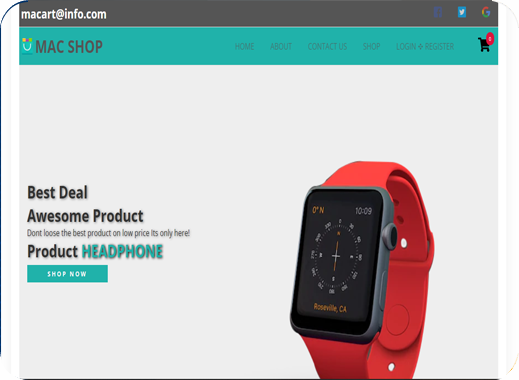 macart@info.com
MAC SHOP
HOME ABOUT CONTACT US SHOP LOGIN REGISTER
Best Deal
Awesome Product
Dont loose the best product on low price its only here!
Product HEADPHONE
SHOP NOW
0° N 10:09
Roseville, CA